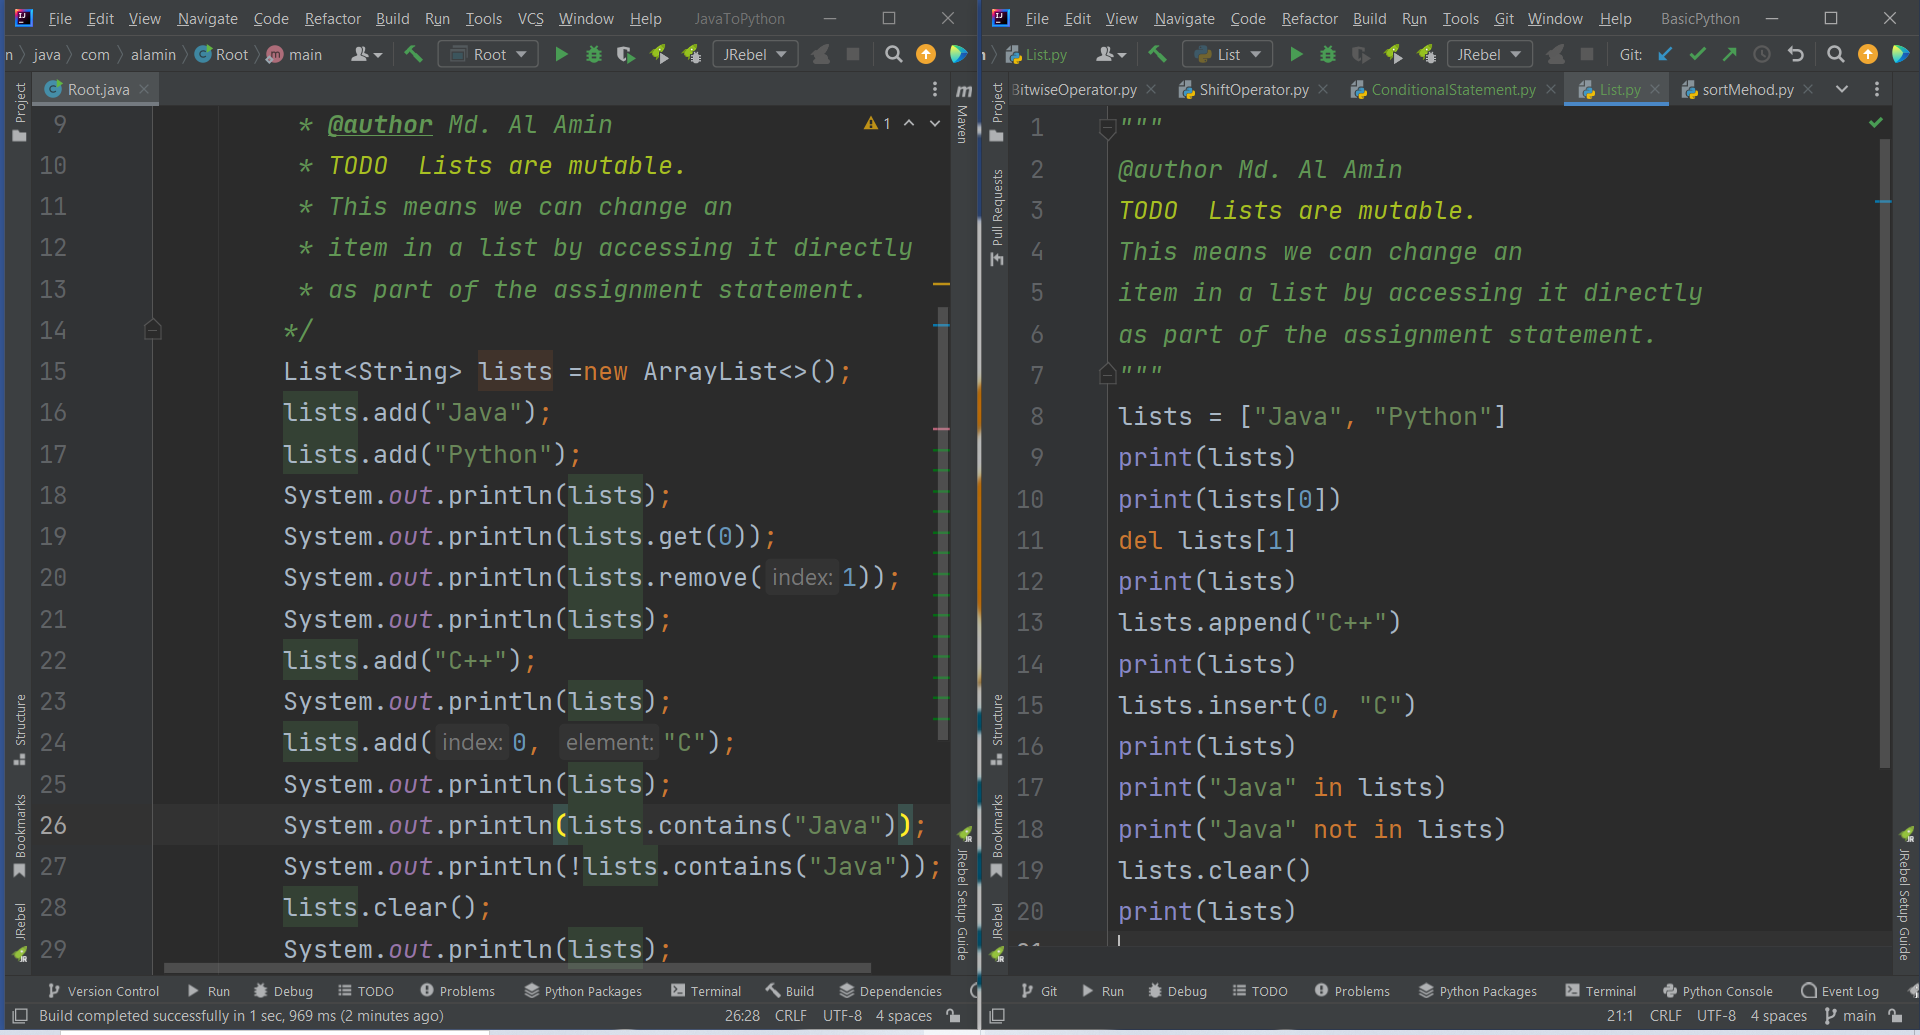 File Edit View Navigate Code Refactor Build Run Tools VCS Window Help JavaToPython
n java com alamin Root main Root JRebel
Project
Root.java
Maven
1
9 * @author Md. Al Amin
10 * TODO  Lists are mutable.
11 * This means we can change an
12 * item in a list by accessing it directly
13 * as part of the assignment statement.
14 */
15 List<String> lists =new ArrayList<>();
16 lists.add("Java");
17 lists.add("Python");
18 System.out.println(lists);
19 System.out.println(lists.get(0));
20 System.out.println(lists.remove( index: 1));
21 System.out.println(lists);
22 lists.add("C++");
23 System.out.println(lists);
24 lists.add( index: 0, element: "C");
25 System.out.println(lists);
26 System.out.println(lists.contains("Java"));
27 System.out.println(!lists.contains("Java"));
28 lists.clear();
29 System.out.println(lists);
Structure
Bookmarks
JRebel
JRebel Setup Guide
Version Control Run Debug TODO Problems Python Packages Terminal Build Dependencies
Build completed successfully in 1 sec, 969 ms (2 minutes ago) 26:28 CRLF UTF-8 4 spaces
File Edit View Navigate Code Refactor Build Run Tools Git Window Help BasicPython
List.py List JRebel Git:
Project
Pull Requests
BitwiseOperator.py ShiftOperator.py ConditionalStatement.py List.py sortMehod.py
1 """
2 @author Md. Al Amin
3 TODO  Lists are mutable.
4 This means we can change an
5 item in a list by accessing it directly
6 as part of the assignment statement.
7 """
8 lists = ["Java", "Python"]
9 print(lists)
10 print(lists[0])
11 del lists[1]
12 print(lists)
13 lists.append("C++")
14 print(lists)
15 lists.insert(0, "C")
16 print(lists)
17 print("Java" in lists)
18 print("Java" not in lists)
19 lists.clear()
20 print(lists)
Structure
Bookmarks
JRebel
JRebel Setup Guide
Git Run Debug TODO Problems Python Packages Terminal Python Console Event Log
21:1 CRLF UTF-8 4 spaces main